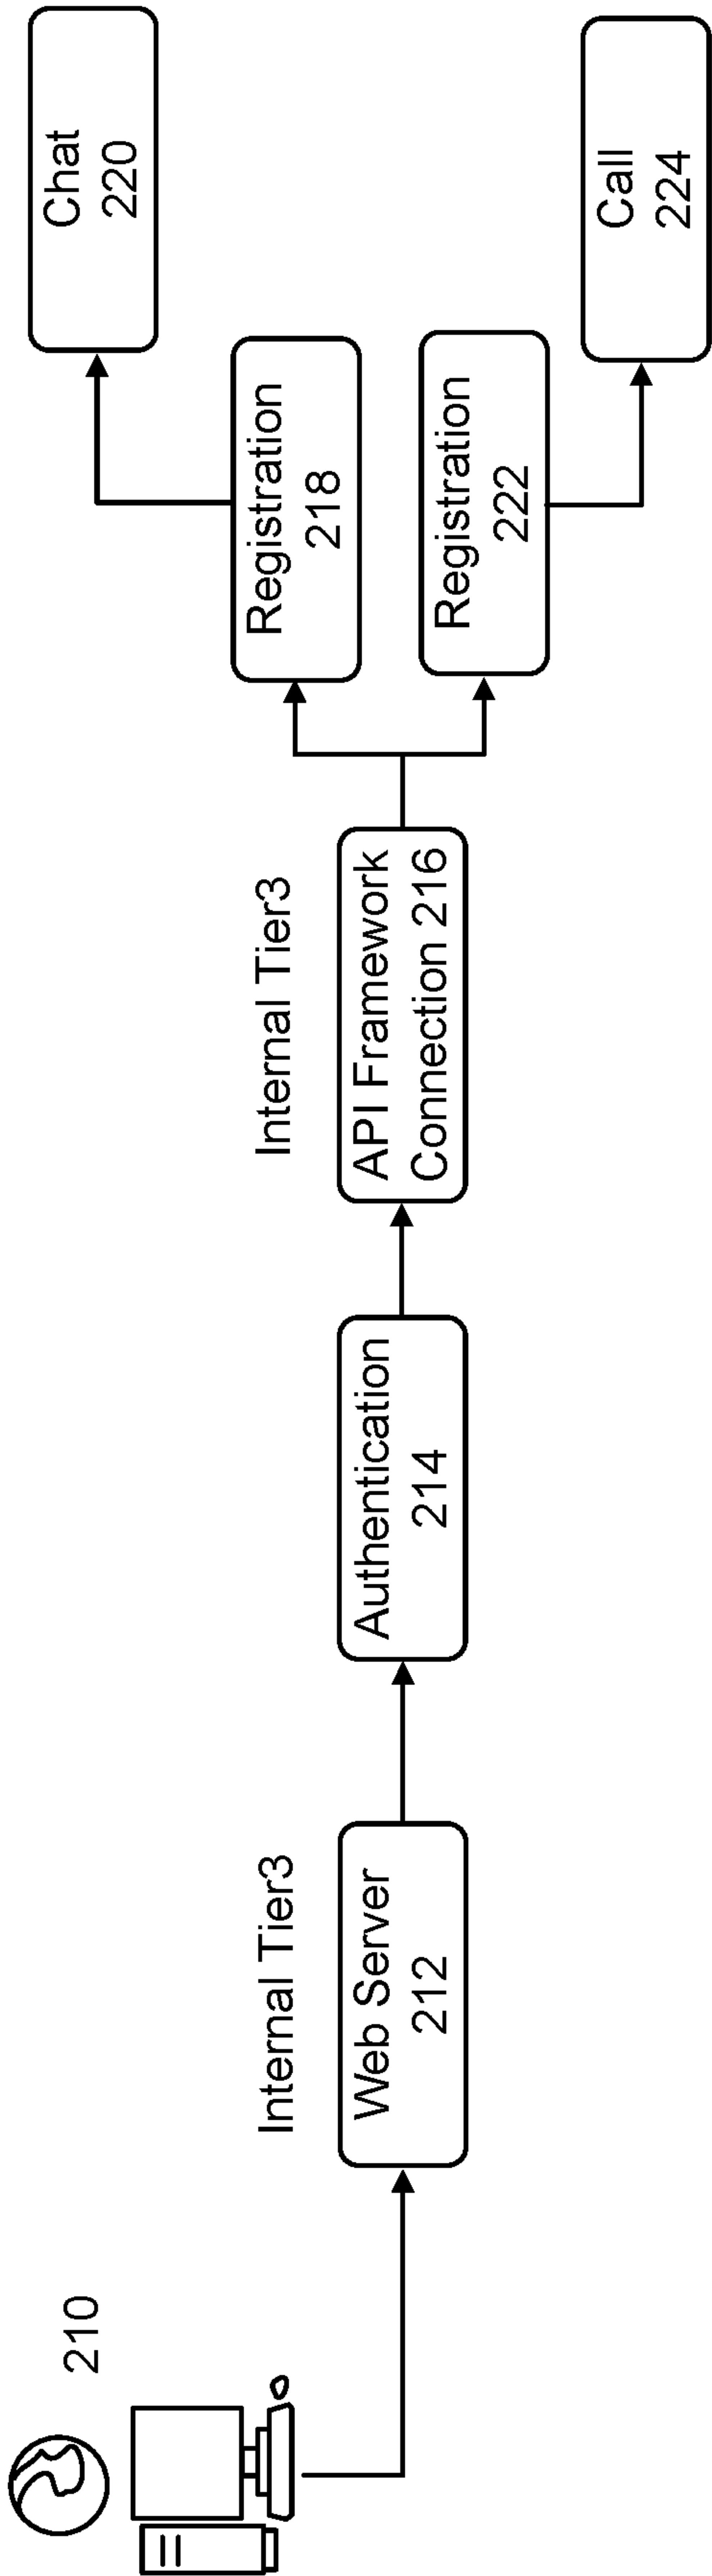 210
Internal Tier3
Web Server
212
Authentication
214
Internal Tier3
API Framework
Connection 216
Registration
218
Chat
220
Registration
222
Call
224